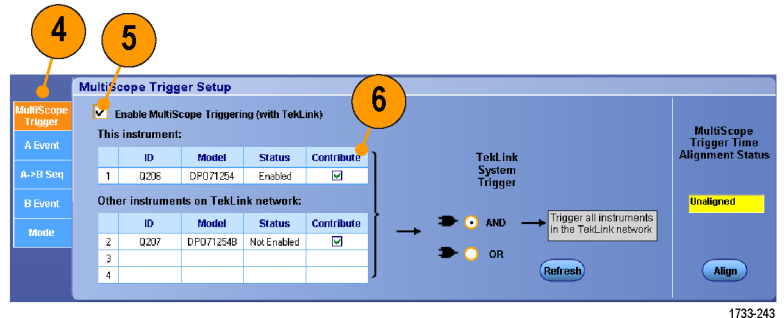 4
5
6
MultiScope Trigger Setup
MultiScope
Trigger
A Event
A->B Seq
B Event
Mode
Enable MultiScope Triggering (with TekLink)
This instrument:
ID Model Status Contribute
1 Q206 DPO71254 Enabled
Other instruments on TekLink network:
ID Model Status Contribute
2 Q207 DPO71254B Not Enabled
3
4
TekLink
System
Trigger
AND
OR
Trigger all instruments
in the TekLink network
Refresh
MultiScope
Trigger Time
Alignment Status
Unaligned
Align
1733-243